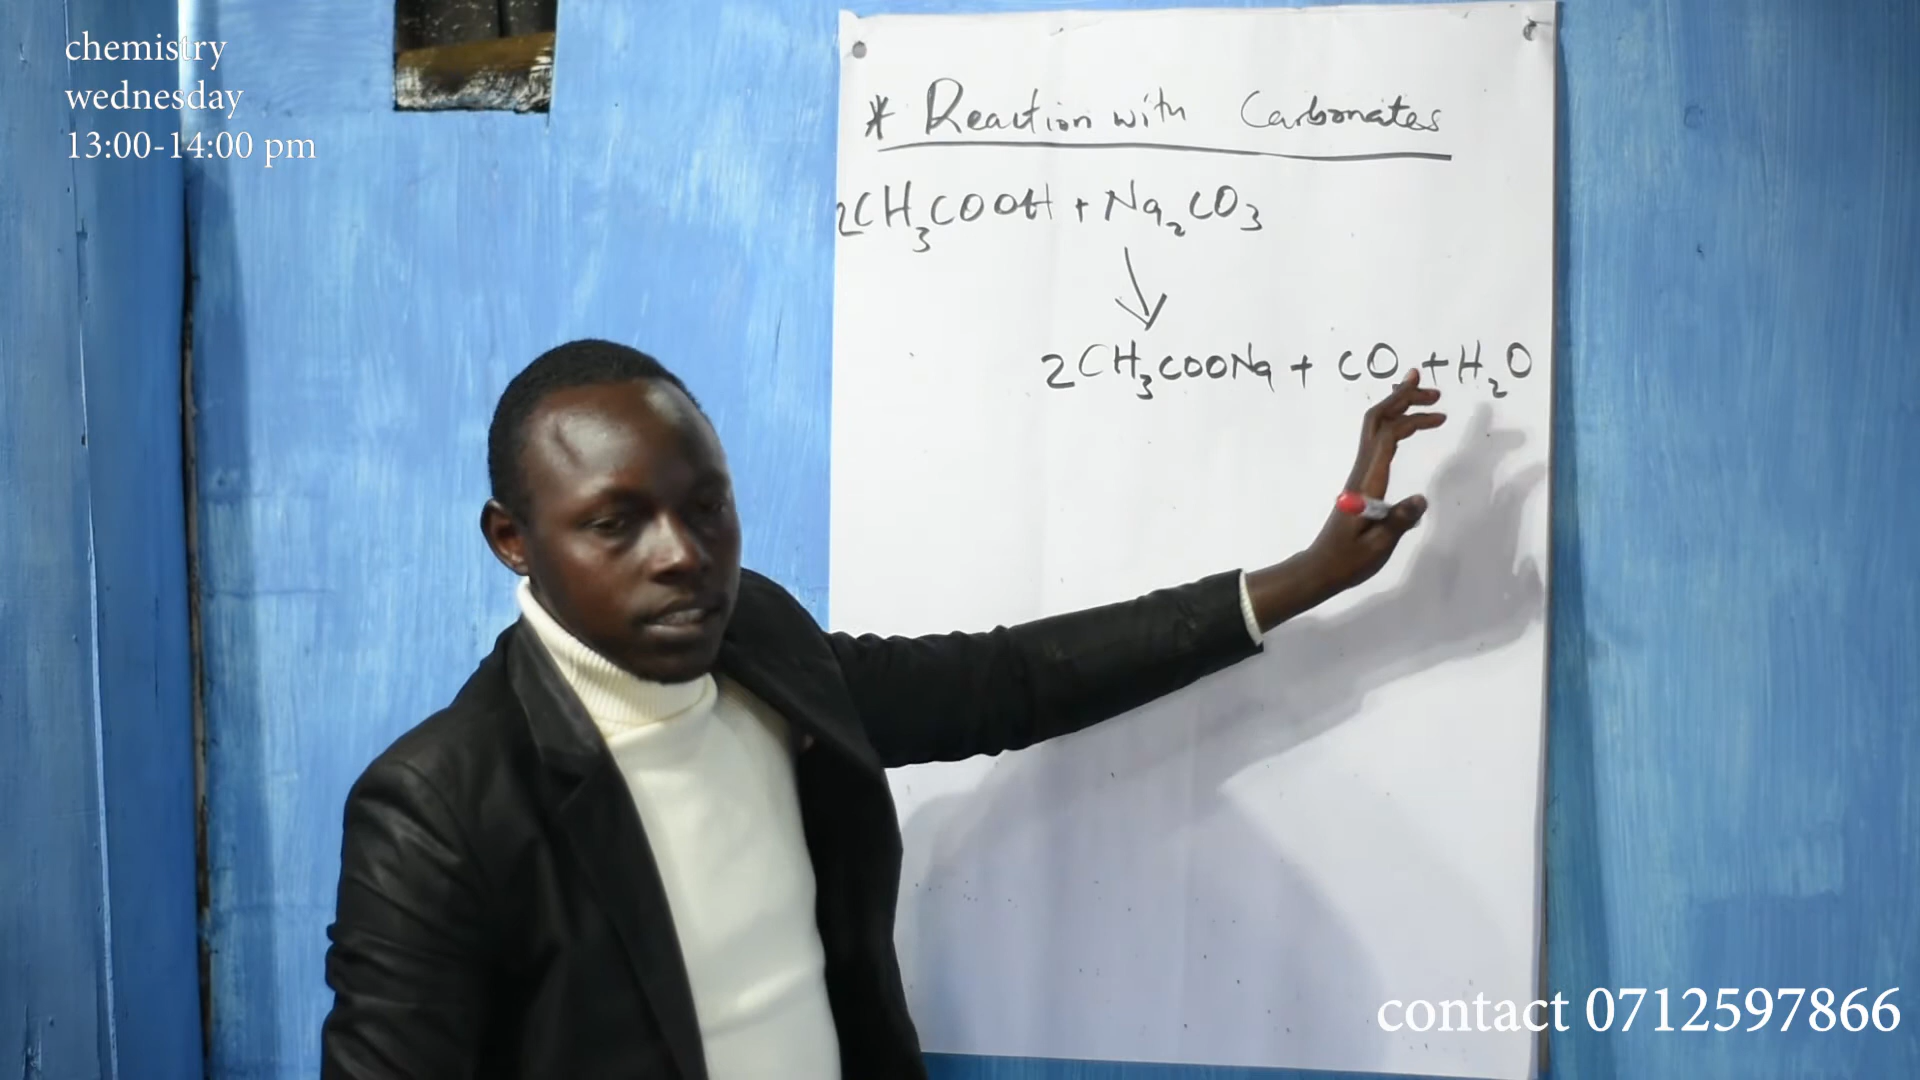 chemistry
wednesday
13:00-14:00 pm
* Reaction with Carbonates
2CH₃COOH + Na₂CO₃
↓
2CH₃COONa + CO₂ + H₂O
contact 0712597866